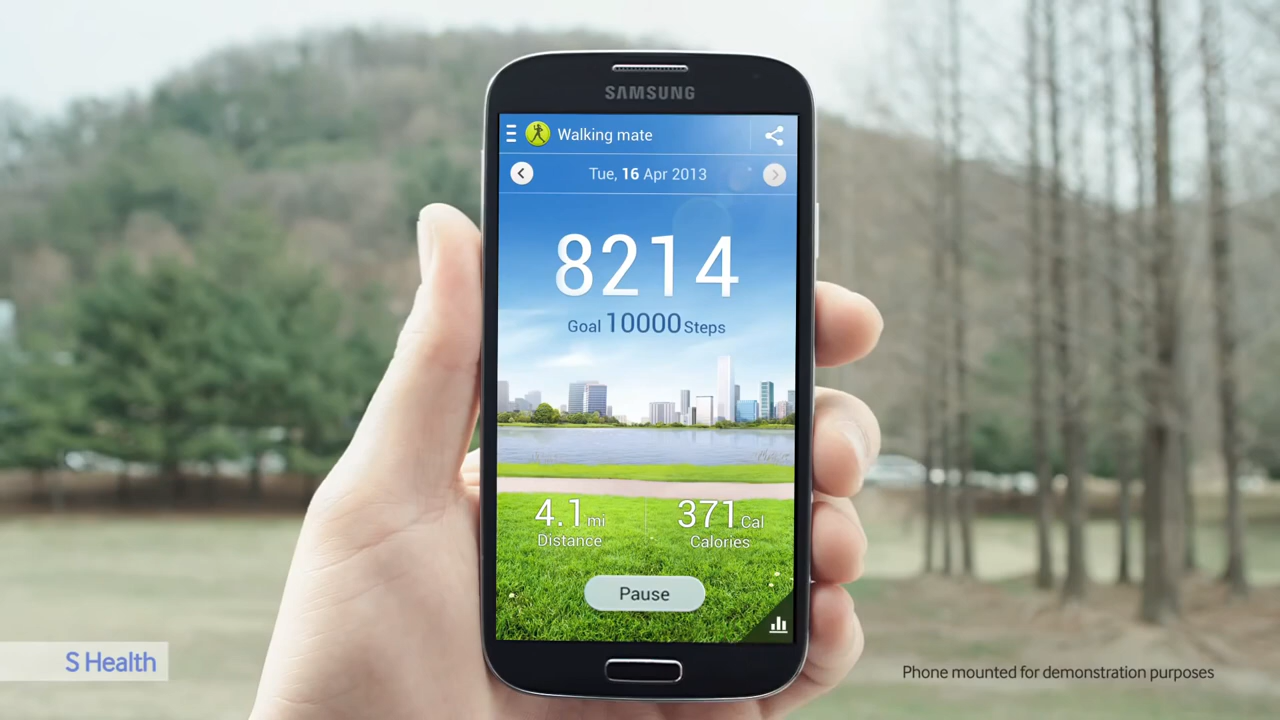 SAMSUNG
Walking mate
Tue, 16 Apr 2013
8214
Goal 10000 Steps
4.1 mi
Distance
371 Cal
Calories
Pause
S Health
Phone mounted for demonstration purposes